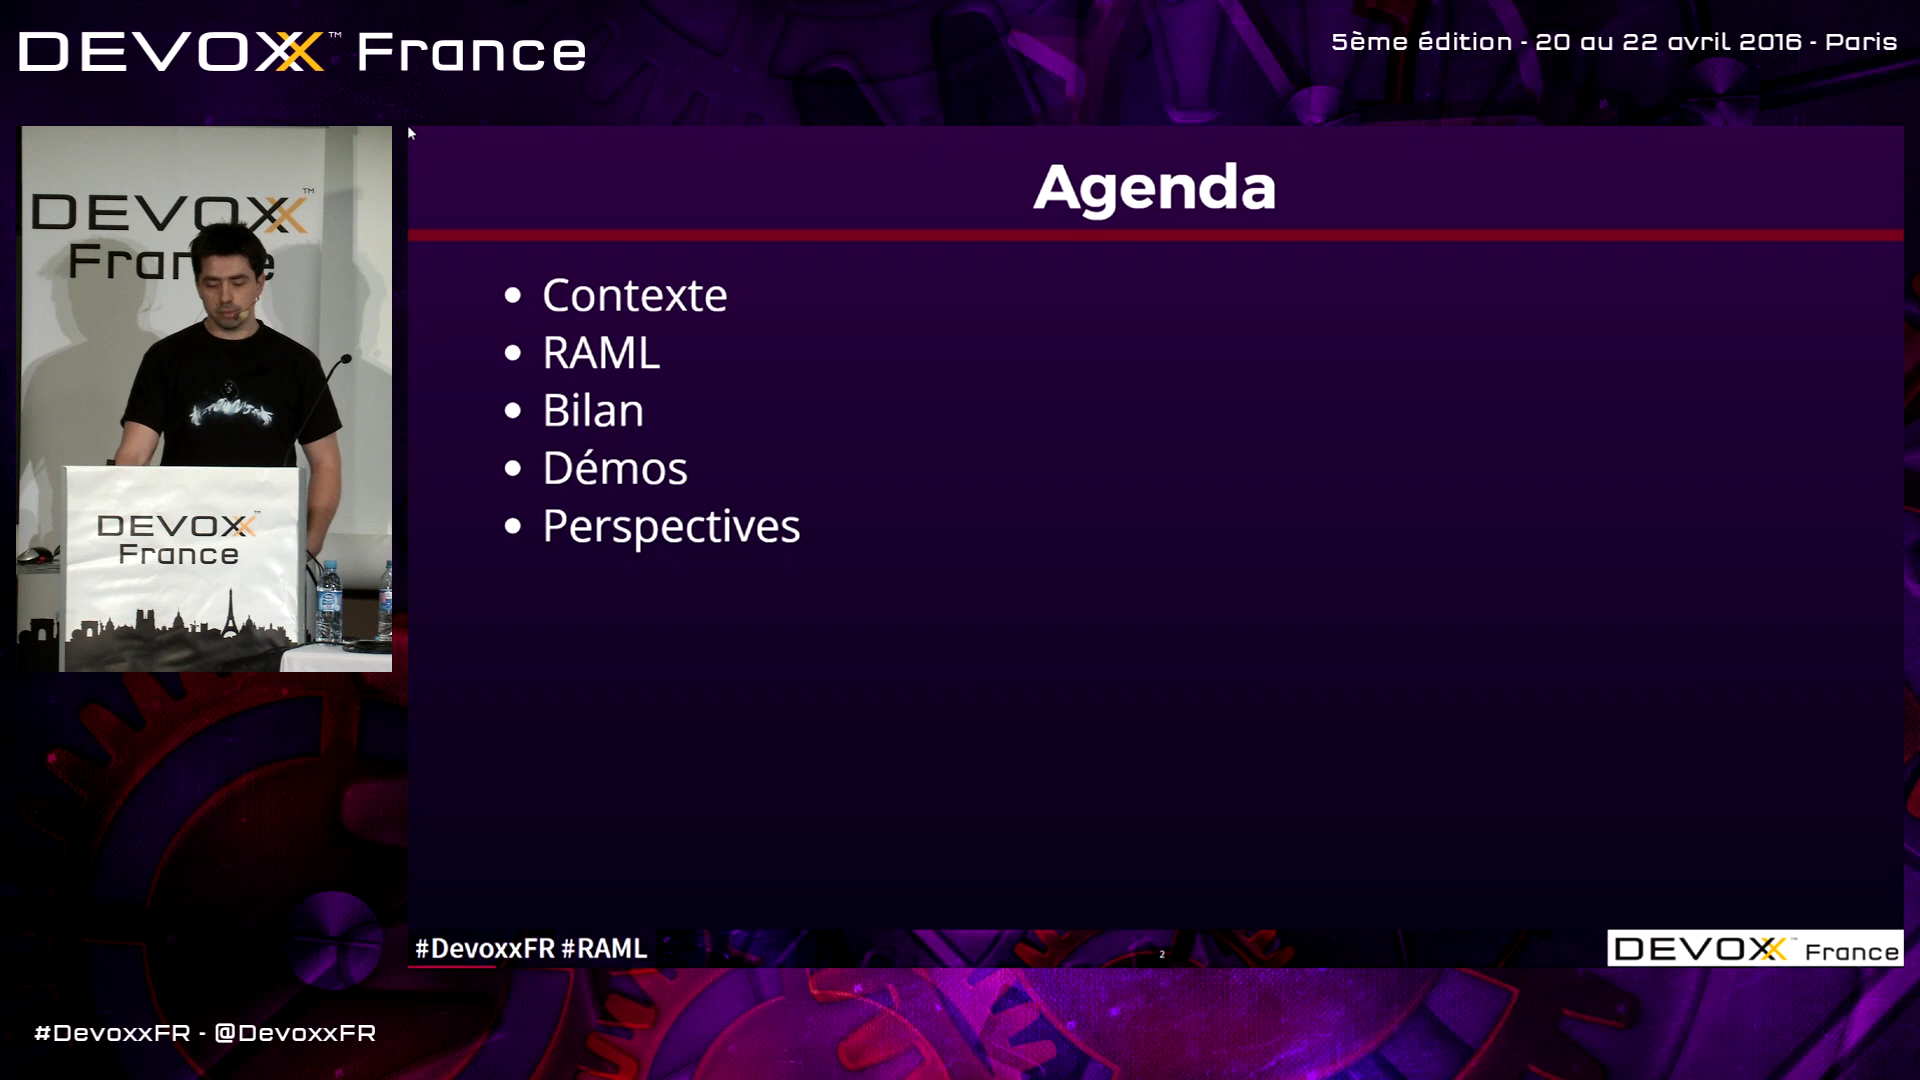 DEVOXX™ France
5ème édition - 20 au 22 avril 2016 - Paris
DEVOXX™
France
DEVOXX™
France
Agenda
• Contexte
• RAML
• Bilan
• Démos
• Perspectives
#DevoxxFR #RAML
2
DEVOXX™ France
#DevoxxFR - @DevoxxFR